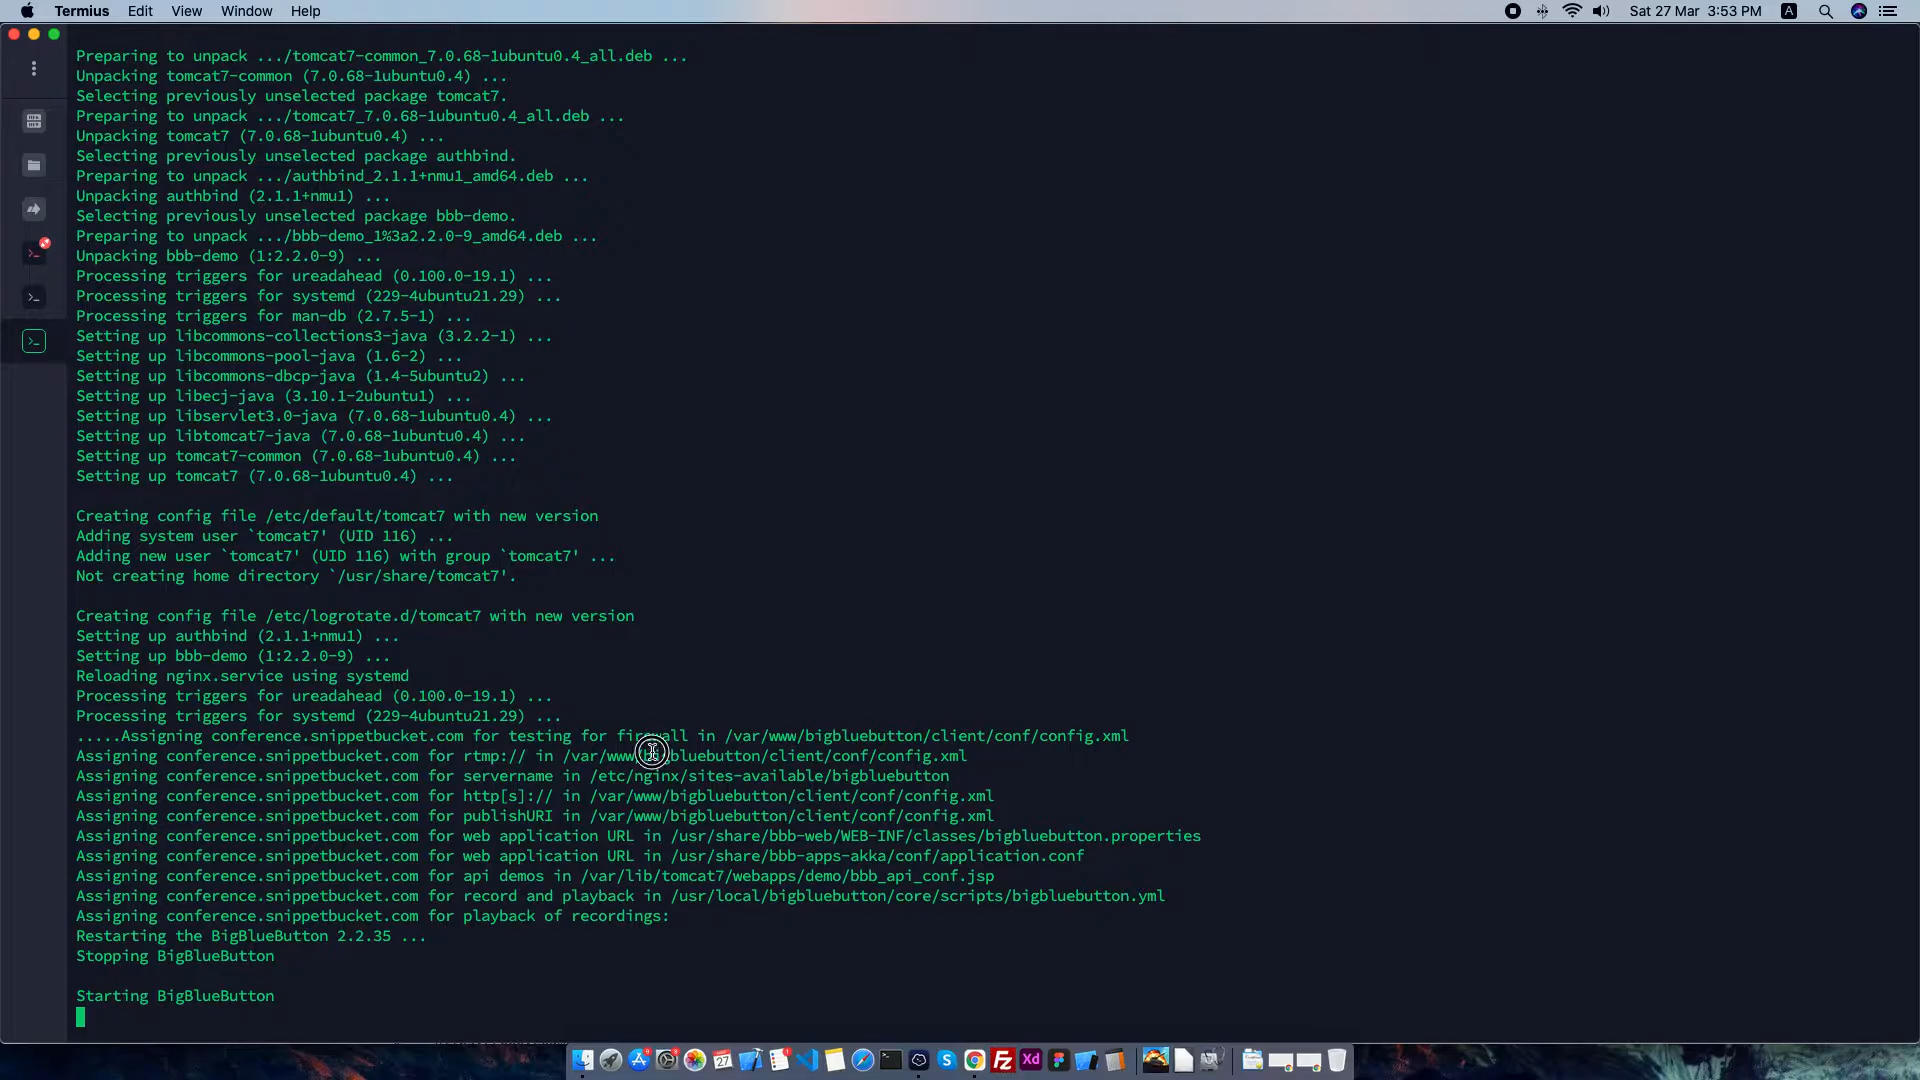 Termius Edit View Window Help Sat 27 Mar 3:53 PM A
Preparing to unpack .../tomcat7-common_7.0.68-1ubuntu0.4_all.deb ...
Unpacking tomcat7-common (7.0.68-1ubuntu0.4) ...
Selecting previously unselected package tomcat7.
Preparing to unpack .../tomcat7_7.0.68-1ubuntu0.4_all.deb ...
Unpacking tomcat7 (7.0.68-1ubuntu0.4) ...
Selecting previously unselected package authbind.
Preparing to unpack .../authbind_2.1.1+nmu1_amd64.deb ...
Unpacking authbind (2.1.1+nmu1) ...
Selecting previously unselected package bbb-demo.
Preparing to unpack .../bbb-demo_1%3a2.2.0-9_amd64.deb ...
Unpacking bbb-demo (1:2.2.0-9) ...
Processing triggers for ureadahead (0.100.0-19.1) ...
Processing triggers for systemd (229-4ubuntu21.29) ...
Processing triggers for man-db (2.7.5-1) ...
Setting up libcommons-collections3-java (3.2.2-1) ...
Setting up libcommons-pool-java (1.6-2) ...
Setting up libcommons-dbcp-java (1.4-5ubuntu2) ...
Setting up libecj-java (3.10.1-2ubuntu1) ...
Setting up libservlet3.0-java (7.0.68-1ubuntu0.4) ...
Setting up libtomcat7-java (7.0.68-1ubuntu0.4) ...
Setting up tomcat7-common (7.0.68-1ubuntu0.4) ...
Setting up tomcat7 (7.0.68-1ubuntu0.4) ...
Creating config file /etc/default/tomcat7 with new version
Adding system user `tomcat7' (UID 116) ...
Adding new user `tomcat7' (UID 116) with group `tomcat7' ...
Not creating home directory `/usr/share/tomcat7'.
Creating config file /etc/logrotate.d/tomcat7 with new version
Setting up authbind (2.1.1+nmu1) ...
Setting up bbb-demo (1:2.2.0-9) ...
Reloading nginx.service using systemd
Processing triggers for ureadahead (0.100.0-19.1) ...
Processing triggers for systemd (229-4ubuntu21.29) ...
.....Assigning conference.snippetbucket.com for testing for firewall in /var/www/bigbluebutton/client/conf/config.xml
Assigning conference.snippetbucket.com for rtmp:// in /var/www/bigbluebutton/client/conf/config.xml
Assigning conference.snippetbucket.com for servername in /etc/nginx/sites-available/bigbluebutton
Assigning conference.snippetbucket.com for http[s]:// in /var/www/bigbluebutton/client/conf/config.xml
Assigning conference.snippetbucket.com for publishURI in /var/www/bigbluebutton/client/conf/config.xml
Assigning conference.snippetbucket.com for web application URL in /usr/share/bbb-web/WEB-INF/classes/bigbluebutton.properties
Assigning conference.snippetbucket.com for web application URL in /usr/share/bbb-apps-akka/conf/application.conf
Assigning conference.snippetbucket.com for api demos in /var/lib/tomcat7/webapps/demo/bbb_api_conf.jsp
Assigning conference.snippetbucket.com for record and playback in /usr/local/bigbluebutton/core/scripts/bigbluebutton.yml
Assigning conference.snippetbucket.com for playback of recordings:
Restarting the BigBlueButton 2.2.35 ...
Stopping BigBlueButton
Starting BigBlueButton